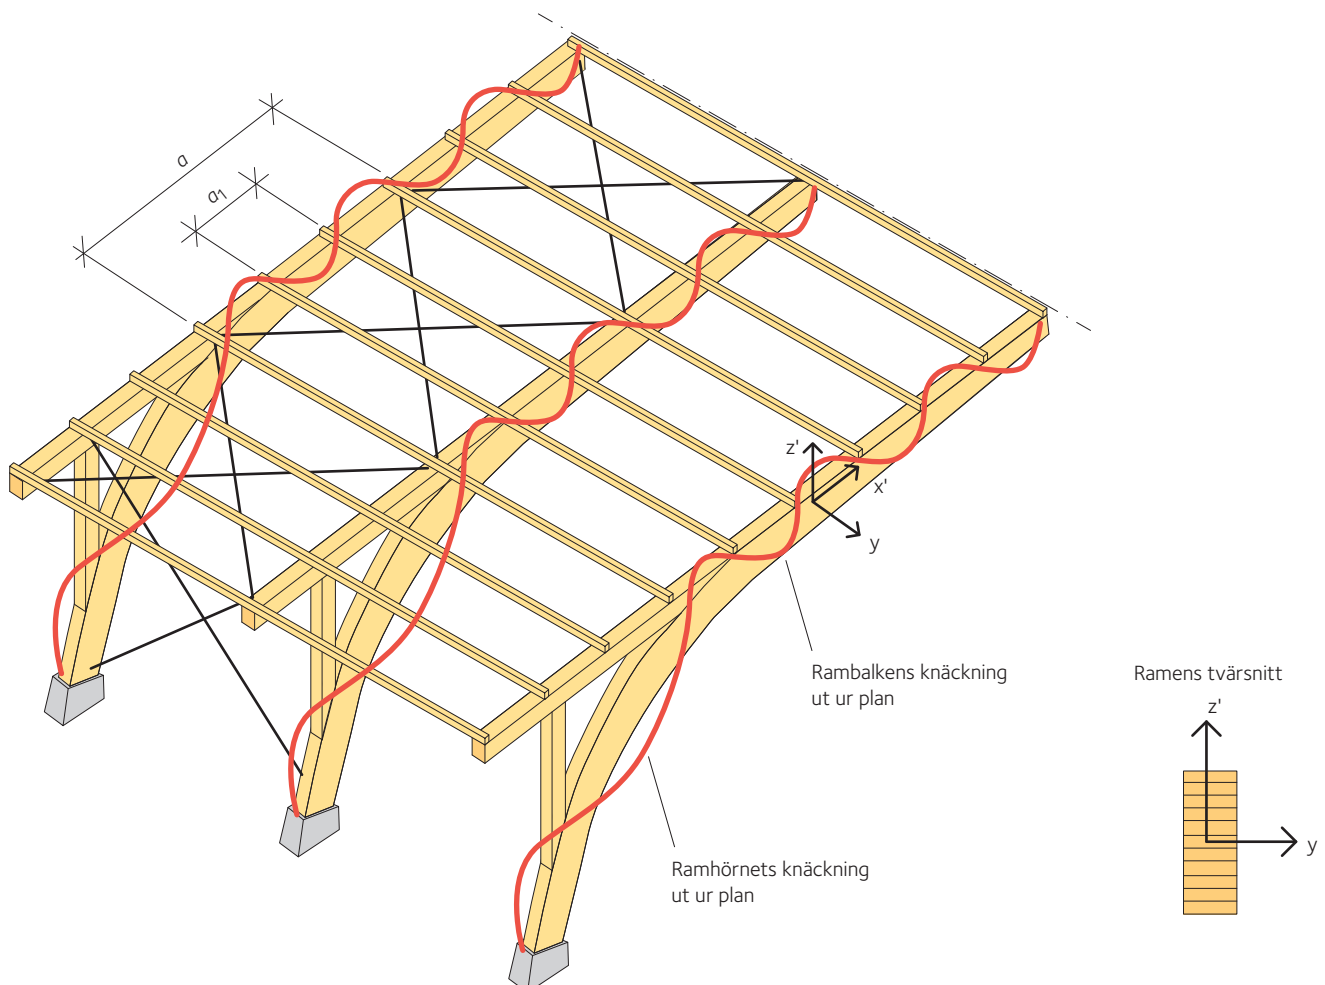 a
a1
z'
x'
y
Rambalkens knäckning
ut ur plan
Ramhörnets knäckning
ut ur plan
Ramens tvärsnitt
z'
y